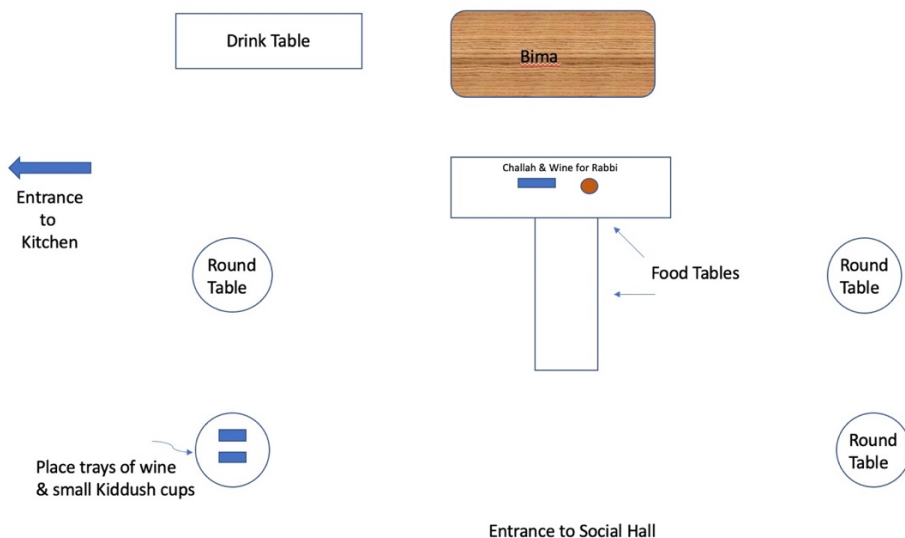 Drink Table
Bima
Challah & Wine for Rabbi
Entrance
to
Kitchen
Round
Table
Food Tables
Round
Table
Place trays of wine
& small Kiddush cups
Round
Table
Entrance to Social Hall